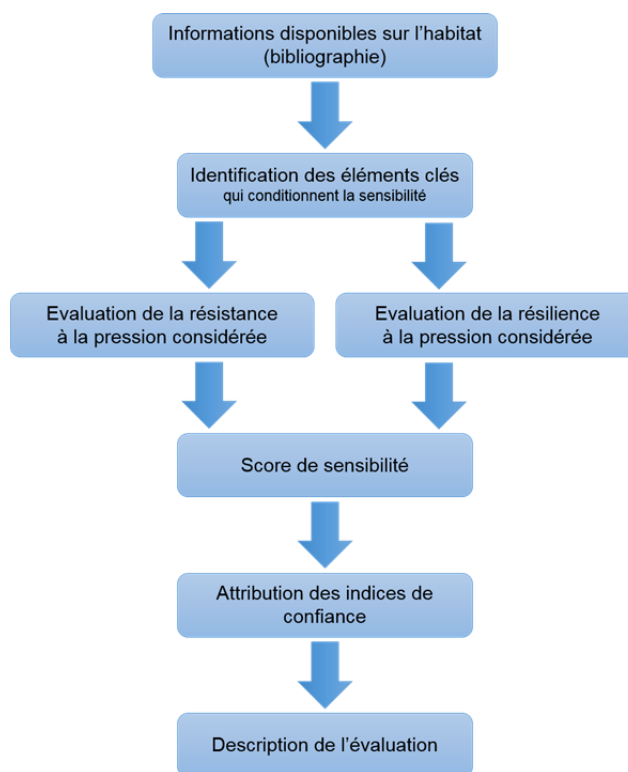 Informations disponibles sur l'habitat
(bibliographie)
Identification des éléments clés
qui conditionnent la sensibilité
Evaluation de la résistance
à la pression considérée
Evaluation de la résilience
à la pression considérée
Score de sensibilité
Attribution des indices de
confiance
Description de l'évaluation